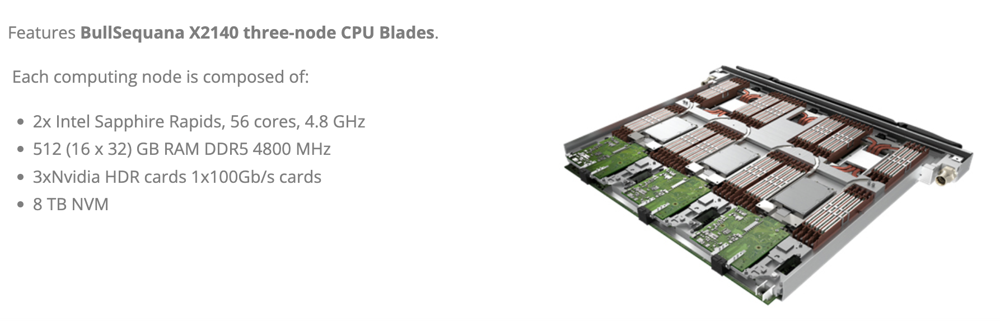 Features BullSequana X2140 three-node CPU Blades.
Each computing node is composed of:
• 2x Intel Sapphire Rapids, 56 cores, 4.8 GHz
• 512 (16 x 32) GB RAM DDR5 4800 MHz
• 3xNvidia HDR cards 1x100Gb/s cards
• 8 TB NVM